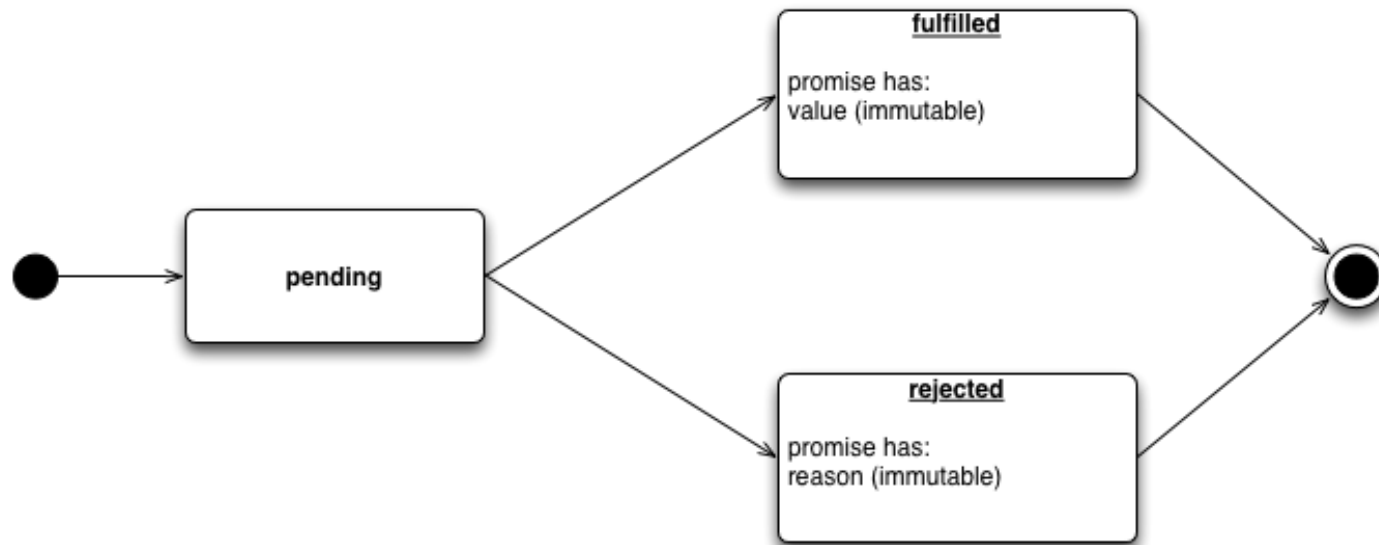 fulfilled
promise has:
value (immutable)
pending
rejected
promise has:
reason (immutable)